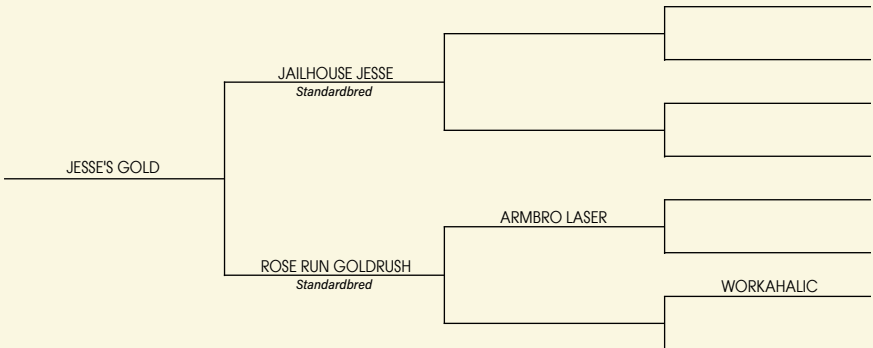 JAILHOUSE JESSE
Standardbred
JESSE'S GOLD
ARMBRO LASER
ROSE RUN GOLDRUSH
Standardbred
WORKAHALIC